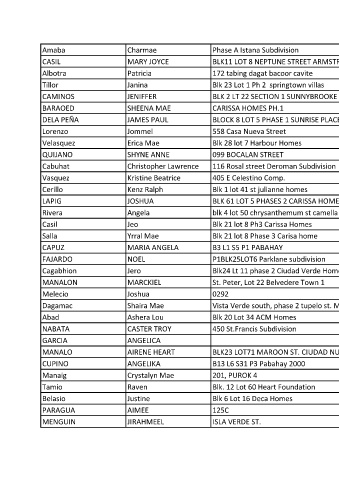 Amaba Charmae Phase A Istana Subdivision
CASIL MARY JOYCE BLK11 LOT 8 NEPTUNE STREET ARMSTR
Albotra Patricia 172 tabing dagat bacoor cavite
Tillor Janina Blk 23 Lot 1 Ph 2 springtown villas
CAMINOS JENIFFER BLK 2 LT 22 SECTION 1 SUNNYBROOKE
BARAOED SHEENA MAE CARISSA HOMES PH.1
DELA PEÑA JAMES PAUL BLOCK 8 LOT 5 PHASE 1 SUNRISE PLACE
Lorenzo Jommel 558 Casa Nueva Street
Velasquez Erica Mae Blk 28 lot 7 Harbour Homes
QUIJANO SHYNE ANNE 099 BOCALAN STREET
Cabuhat Christopher Lawrence 116 Rosal street Deroman Subdivision
Vasquez Kristine Beatrice 405 E Celestino Comp.
Cerillo Kenz Ralph Blk 1 lot 41 st julianne homes
LAPIG JOSHUA BLK 61 LOT 5 PHASES 2 CARISSA HOME
Rivera Angela blk 4 lot 50 chrysanthemum st camella
Casil Jeo Blk 21 lot 8 Ph3 Carissa Homes
Salla Yrral Mae Blk 21 lot 8 Phase 3 Carisa home
CAPUZ MARIA ANGELA B3 L1 S5 P1 PABAHAY
FAJARDO NOEL P1BLK25LOT6 Parklane subdivision
Cagabhion Jero Blk24 Lt 11 phase 2 Ciudad Verde Home
MANALON MARCKIEL St. Peter, Lot 22 Belvedere Town 1
Melecio Joshua 0292
Dagamac Shaira Mae Vista Verde south, phase 2 tupelo st. M
Abad Ashera Lou Blk 20 Lot 34 ACM Homes
NABATA CASTER TROY 450 St.Francis Subdivision
GARCIA ANGELICA
MANALO AIRENE HEART BLK23 LOT71 MAROON ST. CIUDAD NU
CUPINO ANGELIKA B13 L6 S31 P3 Pabahay 2000
Manaig Crystalyn Mae 201, PUROK 4
Tamio Raven Blk. 12 Lot 60 Heart Foundation
Belasio Justine Blk 6 Lot 16 Deca Homes
PARAGUA AIMEE 125C
MENGUIN JIRAHMEEL ISLA VERDE ST.